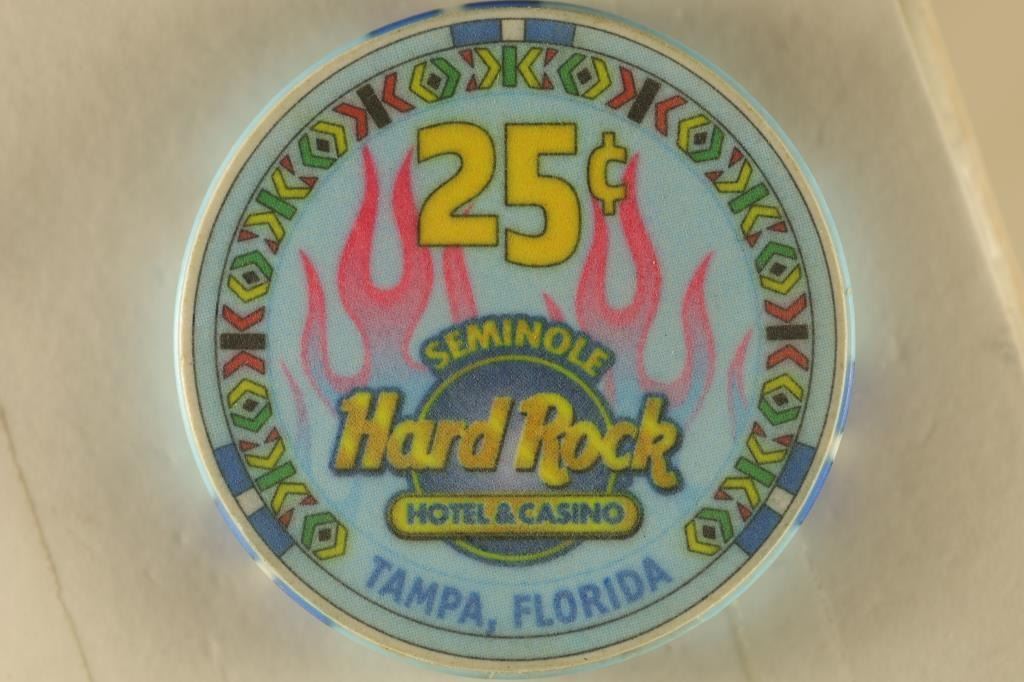 25¢
SEMINOLE
Hard Rock
HOTEL & CASINO
TAMPA, FLORIDA